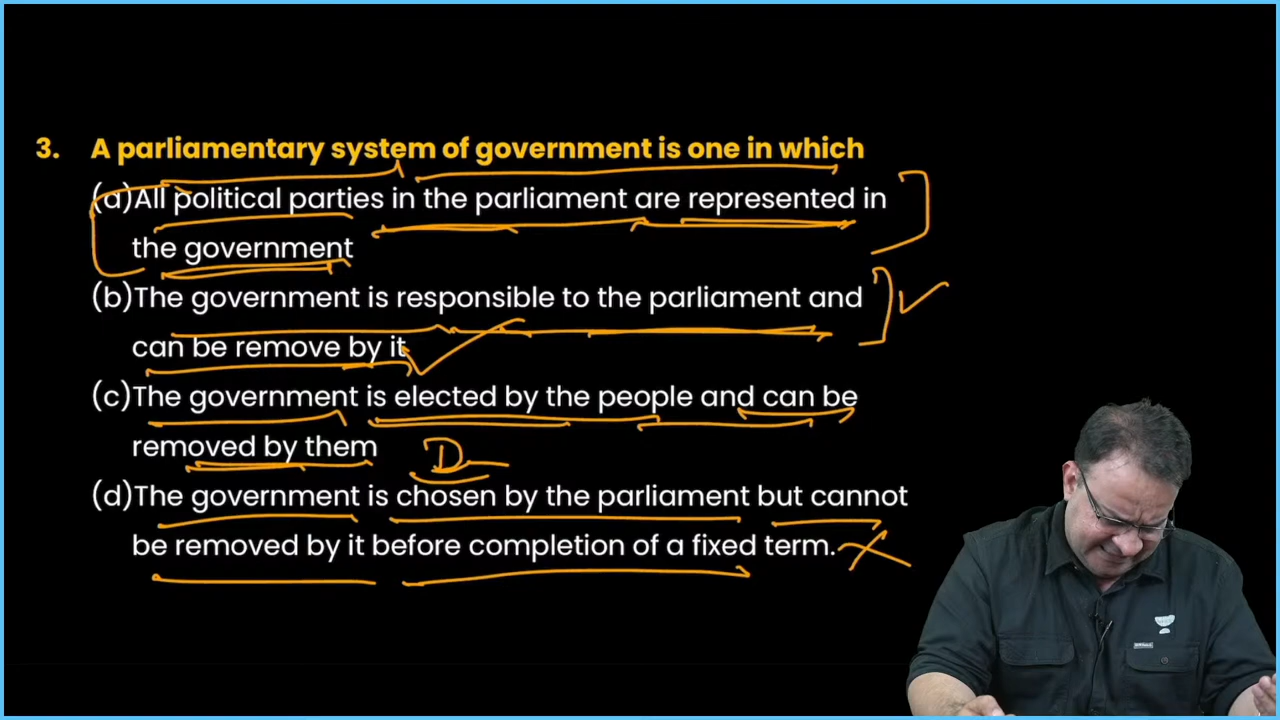 3. A parliamentary system of government is one in which
(a)All political parties in the parliament are represented in
the government
(b)The government is responsible to the parliament and
can be remove by it
(c)The government is elected by the people and can be
removed by them
D
(d)The government is chosen by the parliament but cannot
be removed by it before completion of a fixed term.